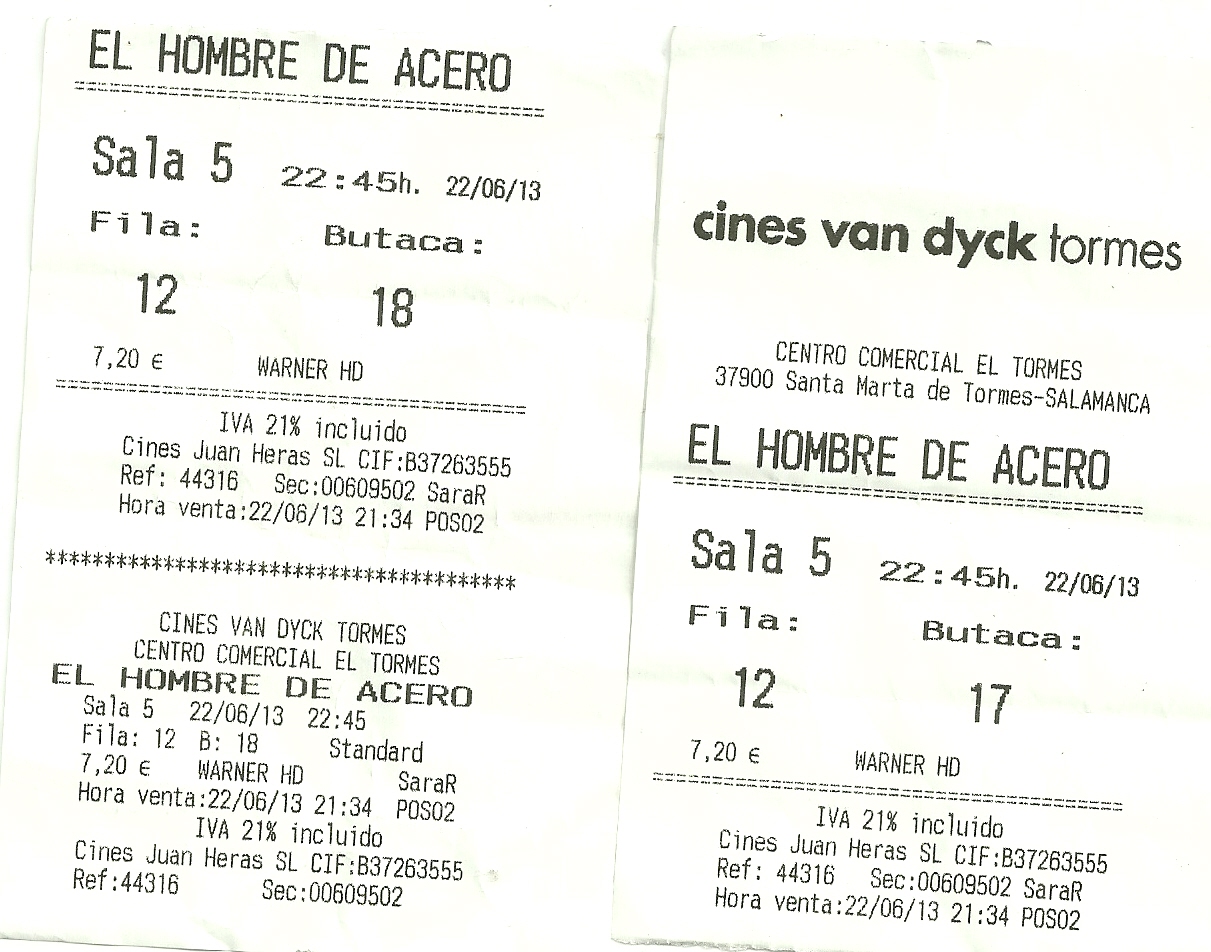 EL HOMBRE DE ACERO
Sala 5 22:45h. 22/06/13
Fila: Butaca:
12 18
7,20 € WARNER HD
IVA 21% incluido
Cines Juan Heras SL CIF:B37263555
Ref: 44316 Sec:00609502 SaraR
Hora venta:22/06/13 21:34 POS02
*****************************************
CINES VAN DYCK TORMES
CENTRO COMERCIAL EL TORMES
EL HOMBRE DE ACERO
Sala 5 22/06/13 22:45
Fila: 12 B: 18 Standard
7,20 € WARNER HD SaraR
Hora venta:22/06/13 21:34 POS02
IVA 21% incluido
Cines Juan Heras SL CIF:B37263555
Ref:44316 Sec:00609502
cines van dyck tormes
CENTRO COMERCIAL EL TORMES
37900 Santa Marta de Tormes-SALAMANCA
EL HOMBRE DE ACERO
Sala 5 22:45h. 22/06/13
Fila: Butaca:
12 17
7,20 € WARNER HD
IVA 21% incluido
Cines Juan Heras SL CIF:B37263555
Ref: 44316 Sec:00609502 SaraR
Hora venta:22/06/13 21:34 POS02